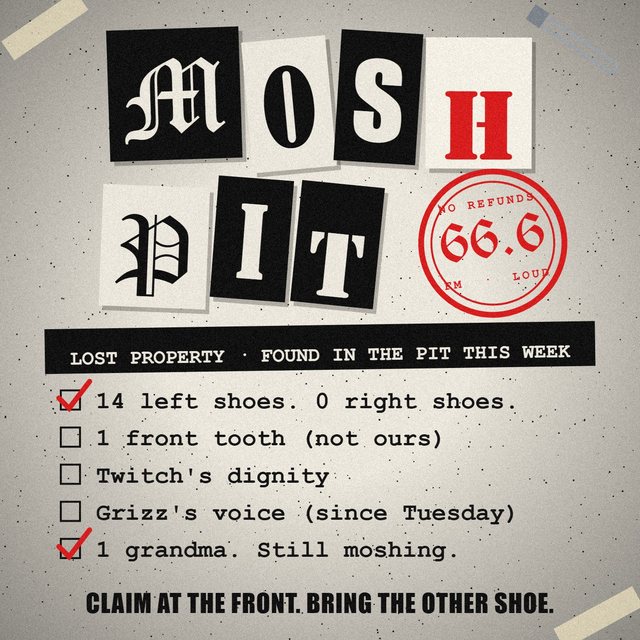 MOSH
PIT
NO REFUNDS
66.6
FM LOUD
LOST PROPERTY · FOUND IN THE PIT THIS WEEK
14 left shoes. 0 right shoes.
1 front tooth (not ours)
Twitch's dignity
Grizz's voice (since Tuesday)
1 grandma. Still moshing.
CLAIM AT THE FRONT. BRING THE OTHER SHOE.